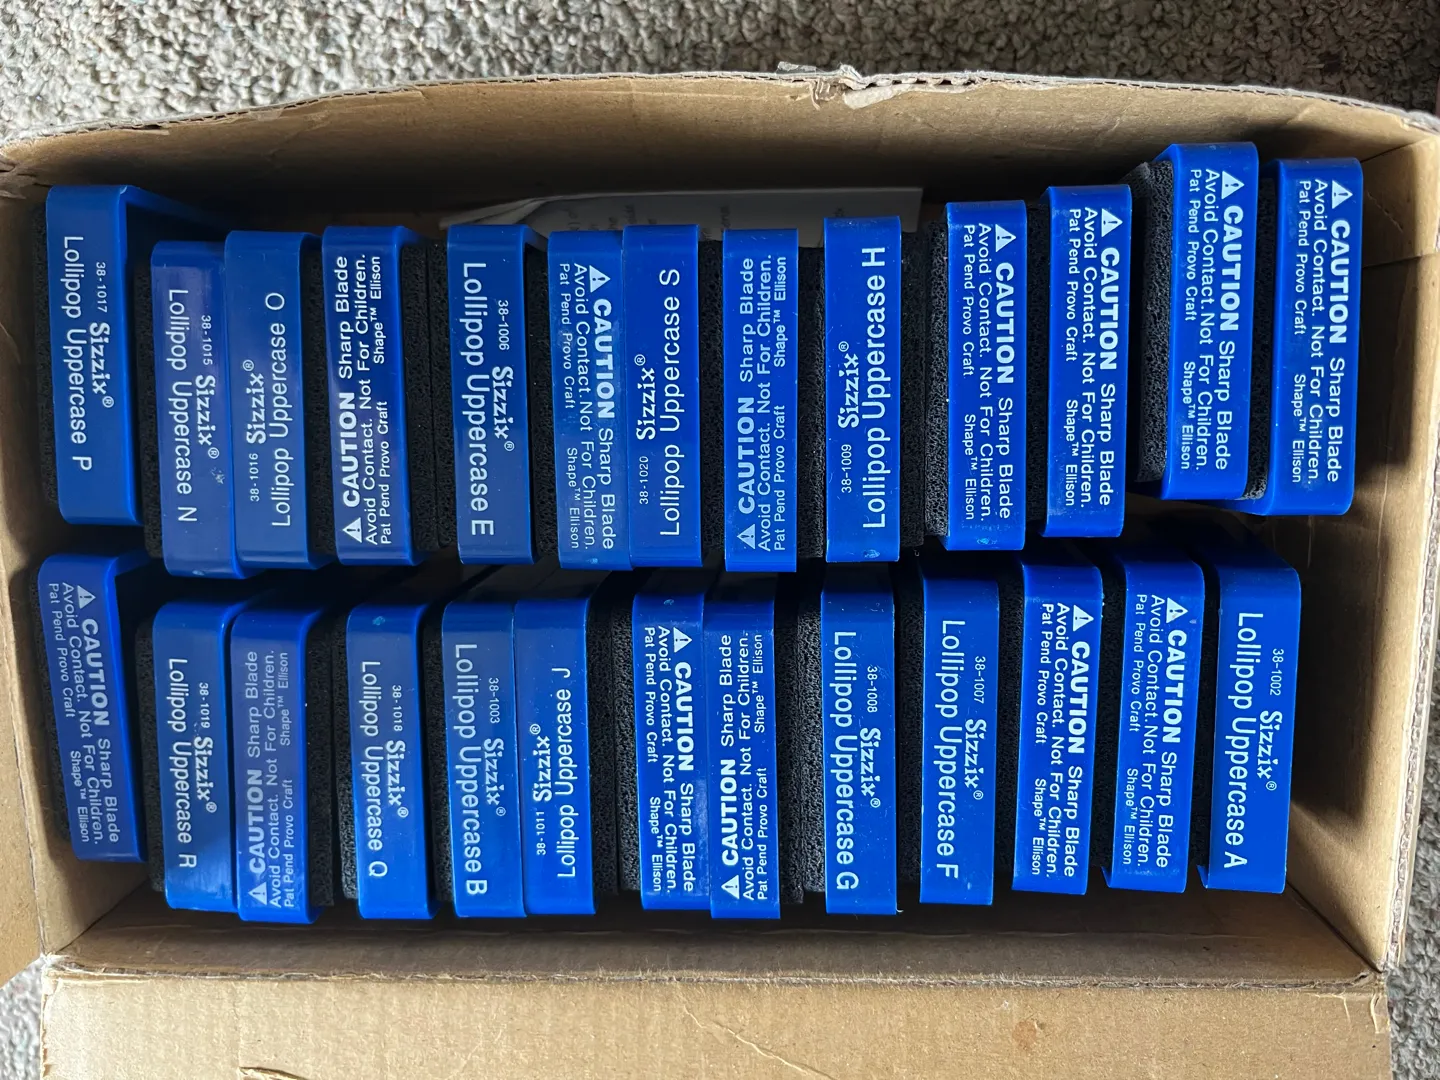 38-1017 Sizzix®
Lollipop Uppercase P
38-1015 Sizzix®
Lollipop Uppercase N
38-1016 Sizzix®
Lollipop Uppercase O
⚠ CAUTION Sharp Blade
Avoid Contact. Not For Children.
Pat Pend Provo Craft Shape™ Ellison
38-1006 Sizzix®
Lollipop Uppercase E
⚠ CAUTION Sharp Blade
Avoid Contact. Not For Children.
Pat Pend Provo Craft Shape™ Ellison
38-1020 Sizzix®
Lollipop Uppercase S
⚠ CAUTION Sharp Blade
Avoid Contact. Not For Children.
Pat Pend Provo Craft Shape™ Ellison
38-1009 Sizzix®
Lollipop Uppercase H
⚠ CAUTION Sharp Blade
Avoid Contact. Not For Children.
Pat Pend Provo Craft Shape™ Ellison
⚠ CAUTION Sharp Blade
Avoid Contact. Not For Children.
Pat Pend Provo Craft Shape™ Ellison
⚠ CAUTION Sharp Blade
Avoid Contact. Not For Children.
Pat Pend Provo Craft Shape™ Ellison
⚠ CAUTION Sharp Blade
Avoid Contact. Not For Children.
Pat Pend Provo Craft Shape™ Ellison
⚠ CAUTION Sharp Blade
Avoid Contact. Not For Children.
Pat Pend Provo Craft Shape™ Ellison
38-1019 Sizzix®
Lollipop Uppercase R
⚠ CAUTION Sharp Blade
Avoid Contact. Not For Children.
Pat Pend Provo Craft Shape™ Ellison
38-1018 Sizzix®
Lollipop Uppercase Q
38-1003 Sizzix®
Lollipop Uppercase B
38-1011 Sizzix®
Lollipop Uppercase J
⚠ CAUTION Sharp Blade
Avoid Contact. Not For Children.
Pat Pend Provo Craft Shape™ Ellison
⚠ CAUTION Sharp Blade
Avoid Contact. Not For Children.
Pat Pend Provo Craft Shape™ Ellison
38-1008 Sizzix®
Lollipop Uppercase G
38-1007 Sizzix®
Lollipop Uppercase F
⚠ CAUTION Sharp Blade
Avoid Contact. Not For Children.
Pat Pend Provo Craft Shape™ Ellison
⚠ CAUTION Sharp Blade
Avoid Contact. Not For Children.
Pat Pend Provo Craft Shape™ Ellison
38-1002 Sizzix®
Lollipop Uppercase A